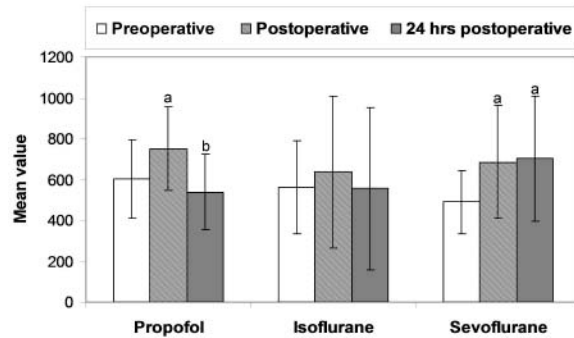 Preoperative Postoperative 24 hrs postoperative
1200
1000
800
600
400
200
0
Mean value
a
b
a
a
Propofol Isoflurane Sevoflurane